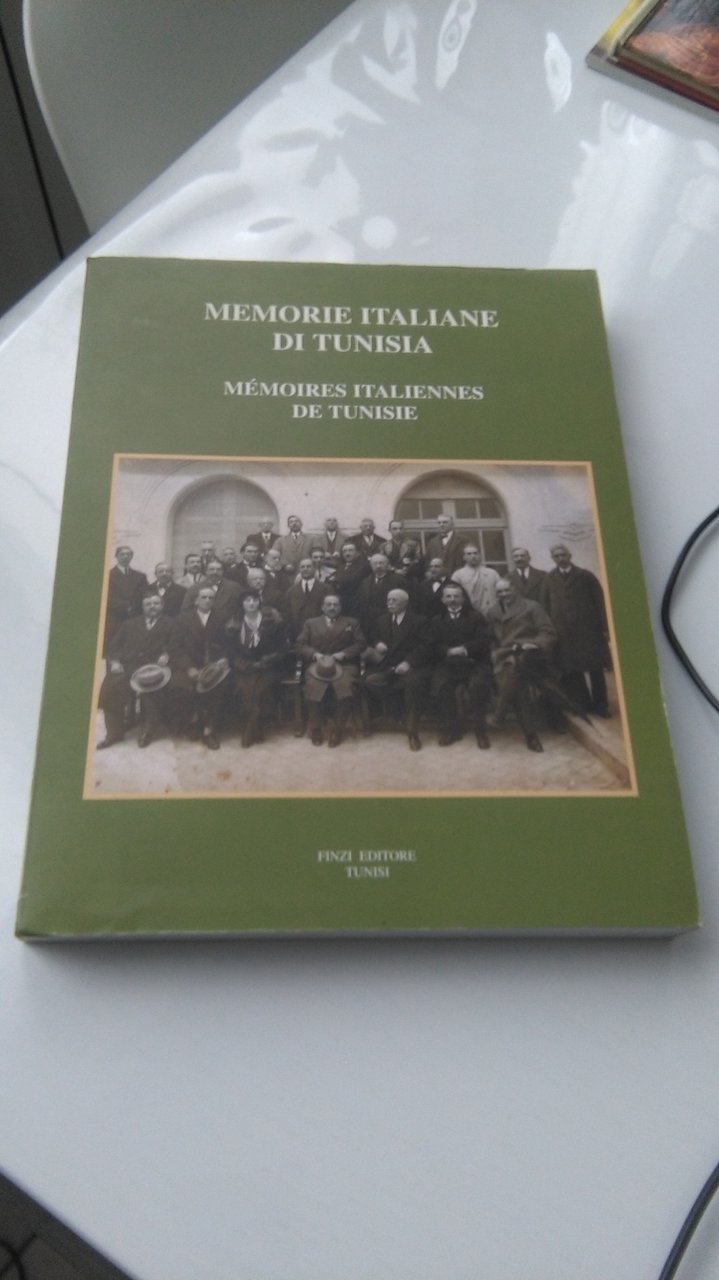 MEMORIE ITALIANE
DI TUNISIA
MÉMOIRES ITALIENNES
DE TUNISIE
FINZI EDITORE
TUNISI